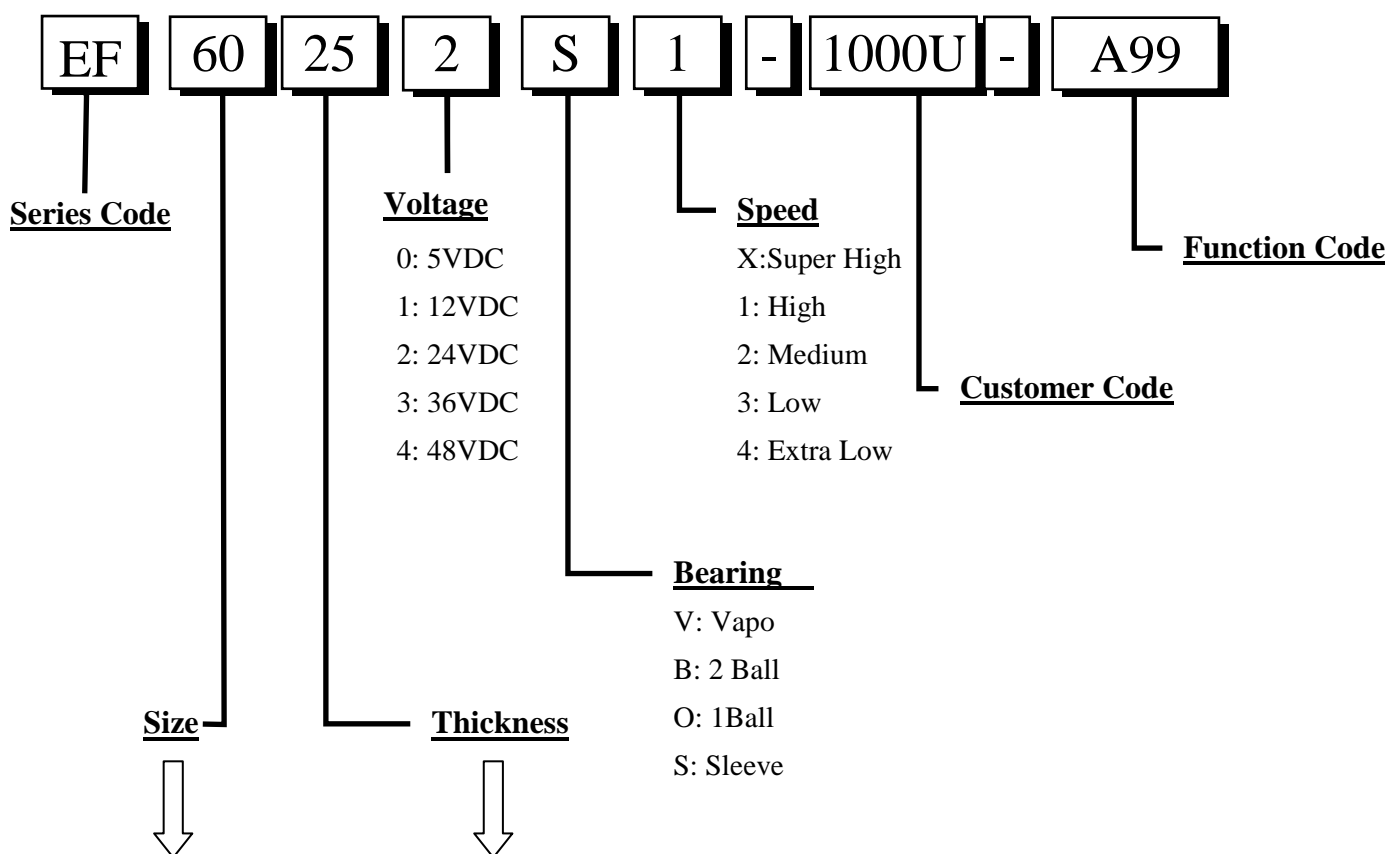 EF 60 25 2 S 1 - 1000U - A99
Series Code
Voltage
0: 5VDC
1: 12VDC
2: 24VDC
3: 36VDC
4: 48VDC
Speed
X:Super High
1: High
2: Medium
3: Low
4: Extra Low
Function Code
Customer Code
Bearing
V: Vapo
B: 2 Ball
O: 1Ball
S: Sleeve
Size
Thickness